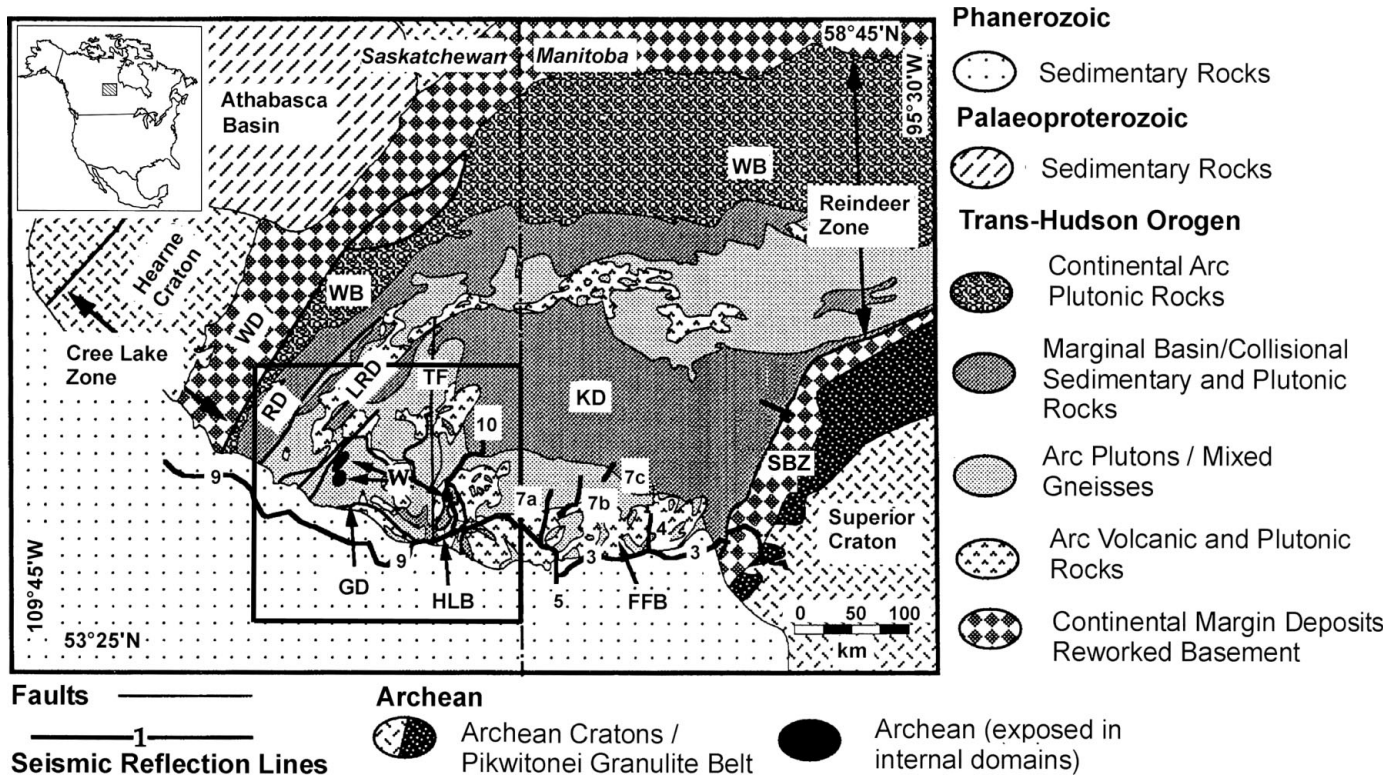 Saskatchewan Manitoba
58°45'N
95°30'W
Athabasca
Basin
WB
Reindeer
Zone
Hearne
Craton
WB
WD
Cree Lake
Zone
RD
LRD
TF
KD
10
SBZ
9
W
7a
7b
7c
4
Superior
Craton
9
3
3
GD
HLB
5
FFB
109°45'W
53°25'N
0 50 100
km
Phanerozoic
Sedimentary Rocks
Palaeoproterozoic
Sedimentary Rocks
Trans-Hudson Orogen
Continental Arc
Plutonic Rocks
Marginal Basin/Collisional
Sedimentary and Plutonic
Rocks
Arc Plutons / Mixed
Gneisses
Arc Volcanic and Plutonic
Rocks
Continental Margin Deposits
Reworked Basement
Faults
1
Seismic Reflection Lines
Archean
Archean Cratons /
Pikwitonei Granulite Belt
Archean (exposed in
internal domains)